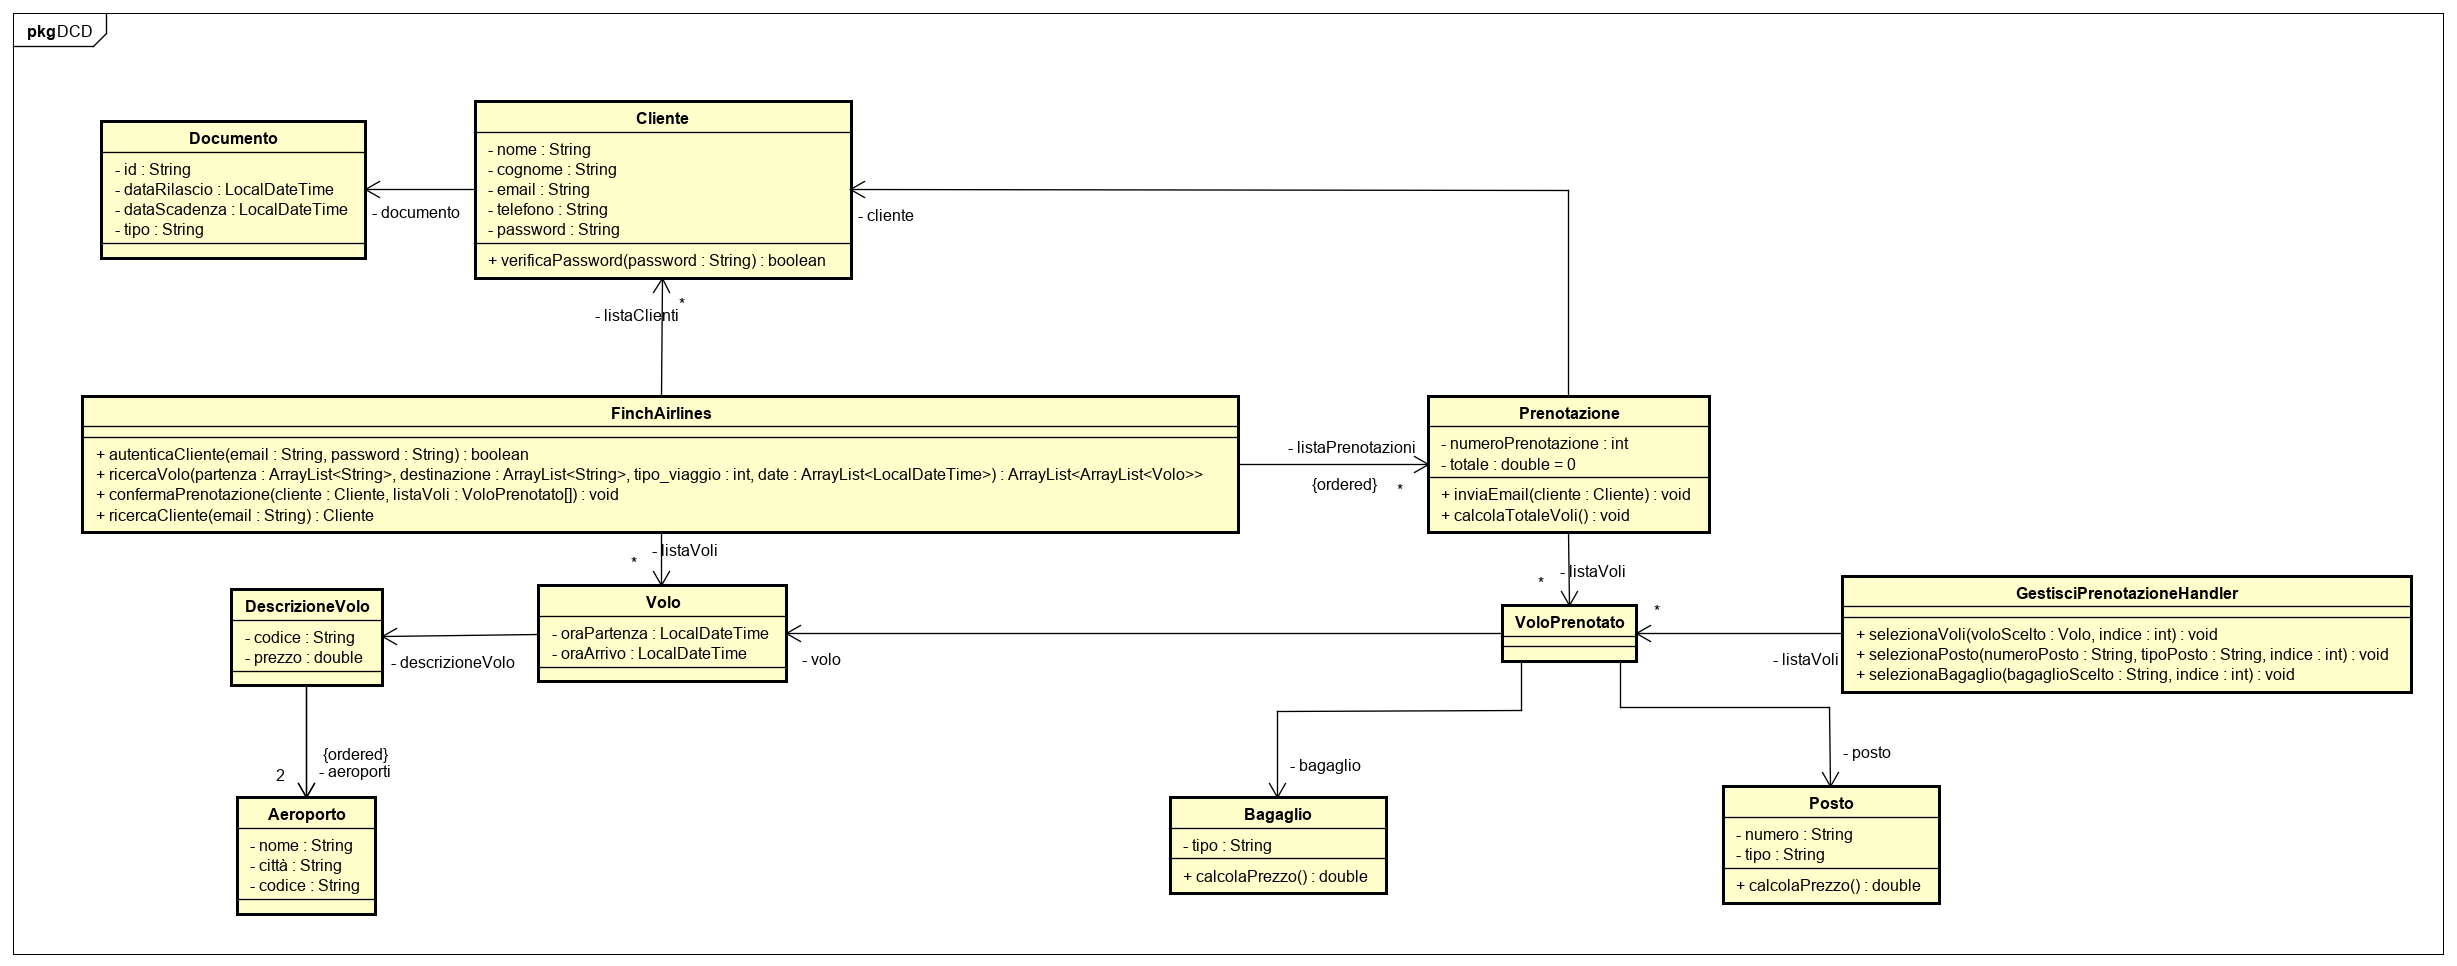 pkg DCD
Documento
- id : String
- dataRilascio : LocalDateTime
- dataScadenza : LocalDateTime
- tipo : String
- documento
Cliente
- nome : String
- cognome : String
- email : String
- telefono : String
- password : String
+ verificaPassword(password : String) : boolean
- cliente
*
- listaClienti
FinchAirlines
+ autenticaCliente(email : String, password : String) : boolean
+ ricercaVolo(partenza : ArrayList<String>, destinazione : ArrayList<String>, tipo_viaggio : int, date : ArrayList<LocalDateTime>) : ArrayList<ArrayList<Volo>>
+ confermaPrenotazione(cliente : Cliente, listaVoli : VoloPrenotato[]) : void
+ ricercaCliente(email : String) : Cliente
- listaPrenotazioni
{ordered}
*
Prenotazione
- numeroPrenotazione : int
- totale : double = 0
+ inviaEmail(cliente : Cliente) : void
+ calcolaTotaleVoli() : void
- listaVoli
*
- listaVoli
*
DescrizioneVolo
- codice : String
- prezzo : double
- descrizioneVolo
Volo
- oraPartenza : LocalDateTime
- oraArrivo : LocalDateTime
- volo
VoloPrenotato
*
- listaVoli
GestisciPrenotazioneHandler
+ selezionaVoli(voloScelto : Volo, indice : int) : void
+ selezionaPosto(numeroPosto : String, tipoPosto : String, indice : int) : void
+ selezionaBagaglio(bagaglioScelto : String, indice : int) : void
{ordered}
- aeroporti
2
- bagaglio
- posto
Aeroporto
- nome : String
- città : String
- codice : String
Bagaglio
- tipo : String
+ calcolaPrezzo() : double
Posto
- numero : String
- tipo : String
+ calcolaPrezzo() : double